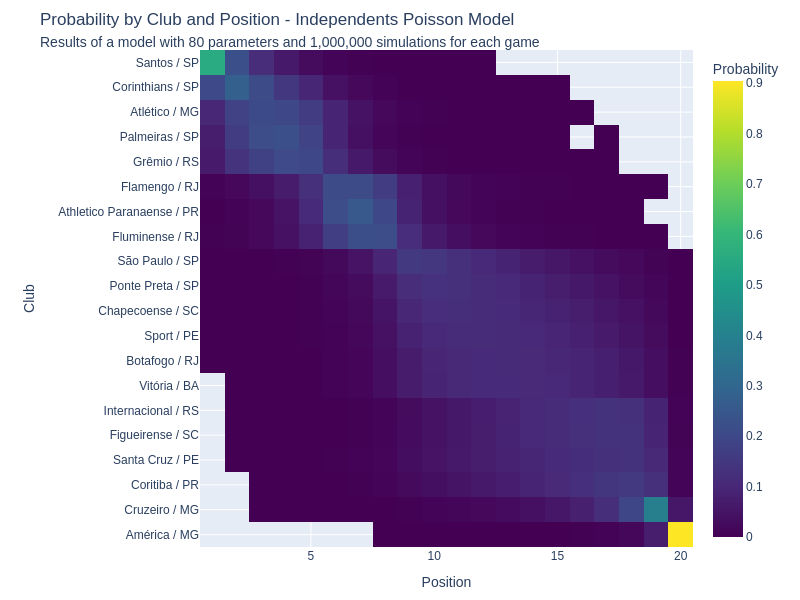 Probability by Club and Position - Independents Poisson Model
Results of a model with 80 parameters and 1,000,000 simulations for each game
Probability
Santos / SP
Corinthians / SP
Atlético / MG
Palmeiras / SP
Grêmio / RS
Flamengo / RJ
Athletico Paranaense / PR
Fluminense / RJ
São Paulo / SP
Ponte Preta / SP
Chapecoense / SC
Sport / PE
Botafogo / RJ
Vitória / BA
Internacional / RS
Figueirense / SC
Santa Cruz / PE
Coritiba / PR
Cruzeiro / MG
América / MG
Club
5
10
15
20
Position
0.9
0.8
0.7
0.6
0.5
0.4
0.3
0.2
0.1
0